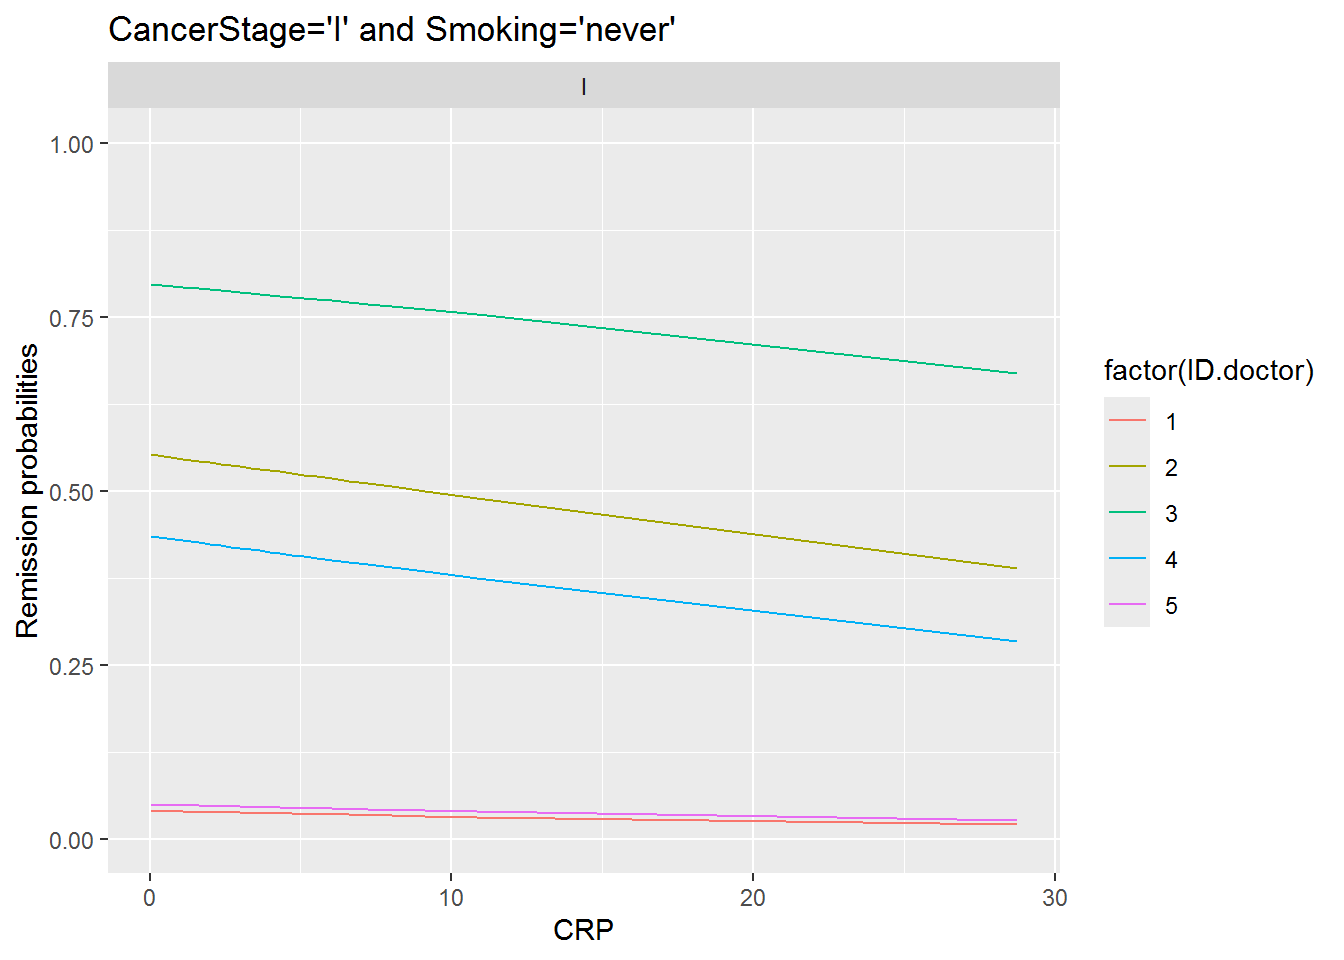 CancerStage='I' and Smoking='never'
I
1.00
0.75
0.50
0.25
0.00
Remission probabilities
0
10
20
30
CRP
factor(ID.doctor)
1
2
3
4
5